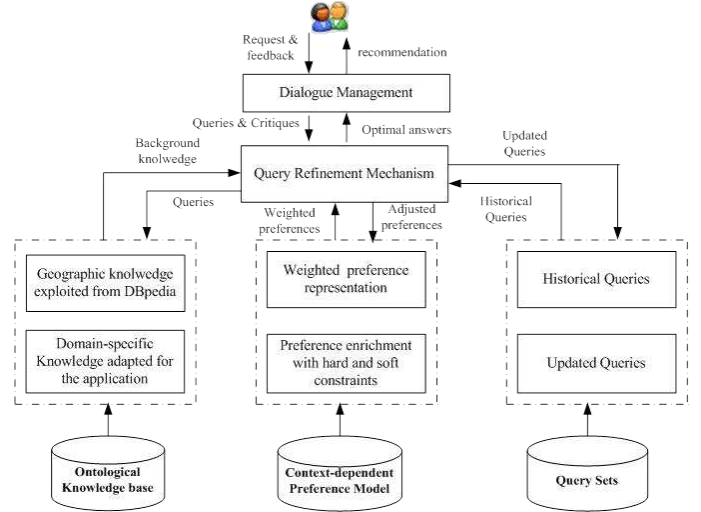 Request &
feedback
recommendation
Dialogue Management
Queries & Critiques
Optimal answers
Background
knolwedge
Updated
Queries
Query Refinement Mechanism
Queries
Weighted
preferences
Adjusted
preferences
Historical
Queries
Geographic knolwedge
exploited from DBpedia
Weighted preference
representation
Historical Queries
Domain-specific
Knowledge adapted for
the application
Preference enrichment
with hard and soft
constraints
Updated Queries
Ontological
Knowledge base
Context-dependent
Preference Model
Query Sets